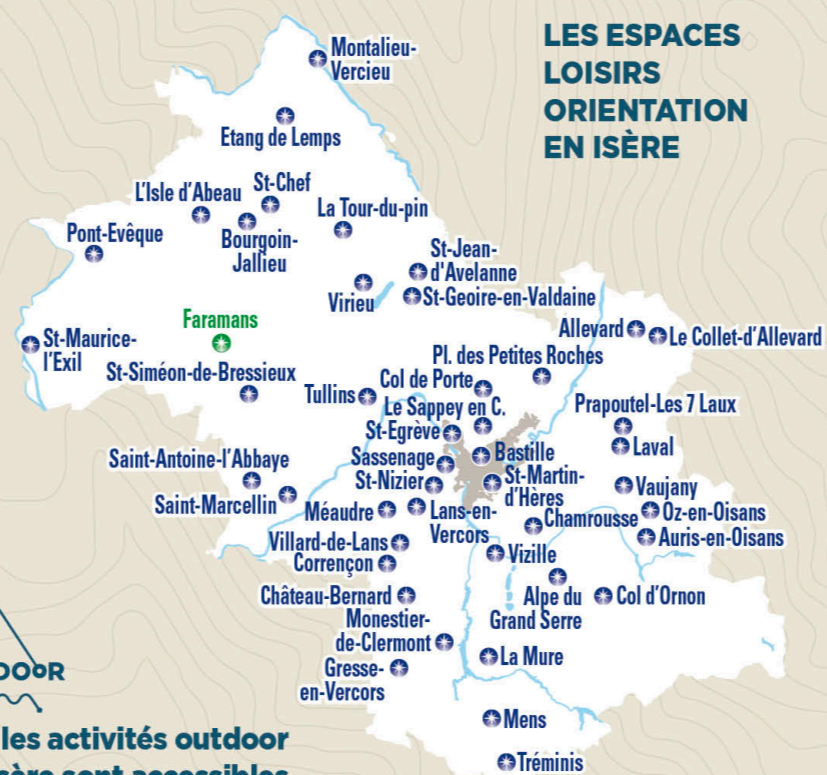 LES ESPACES
LOISIRS
ORIENTATION
EN ISÈRE
Montalieu-
Vercieu
Etang de Lemps
L'Isle d'Abeau
St-Chef
Bourgoin-
Jallieu
La Tour-du-pin
Pont-Evêque
St-Jean-
d'Avelanne
Virieu
St-Geoire-en-Valdaine
Faramans
St-Maurice-
l'Exil
Allevard
Le Collet-d'Allevard
St-Siméon-de-Bressieux
Pl. des Petites Roches
Tullins
Col de Porte
Le Sappey en C.
Prapoutel-Les 7 Laux
St-Egrève
Laval
Saint-Antoine-l'Abbaye
Sassenage
Bastille
St-Nizier
St-Martin-
d'Hères
Vaujany
Saint-Marcellin
Méaudre
Lans-en-
Vercors
Chamrousse
Oz-en-Oisans
Auris-en-Oisans
Villard-de-Lans
Corrençon
Vizille
Château-Bernard
Alpe du
Grand Serre
Col d'Ornon
Monestier-
de-Clermont
La Mure
Gresse-
en-Vercors
Mens
Tréminis
DOOR
les activités outdoor
sère sont accessibles